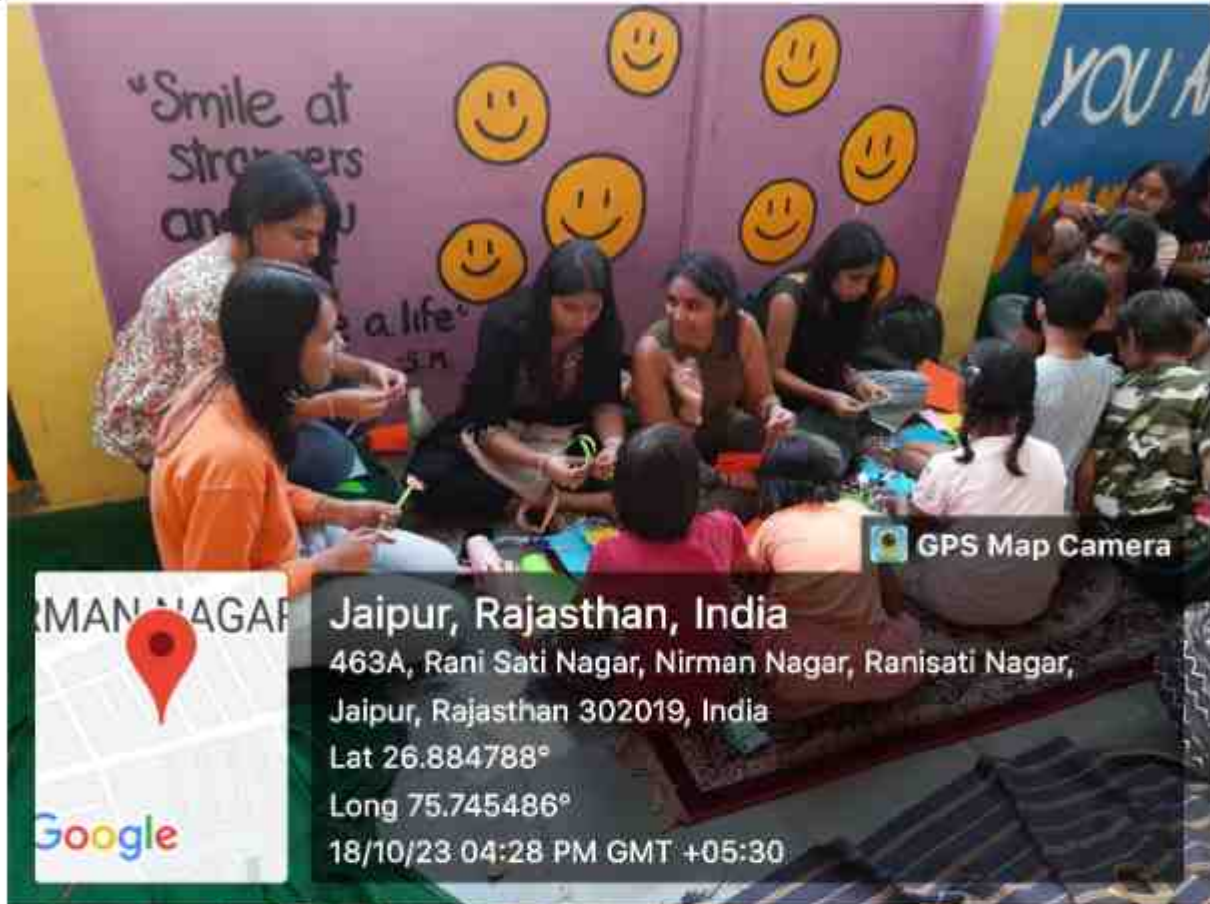 "Smile at
strangers
a life"
-S.M.
YOU
GPS Map Camera
NAGAR
Jaipur, Rajasthan, India
463A, Rani Sati Nagar, Nirman Nagar, Ranisati Nagar,
Jaipur, Rajasthan 302019, India
Lat 26.884788°
Long 75.745486°
18/10/23 04:28 PM GMT +05:30
Google